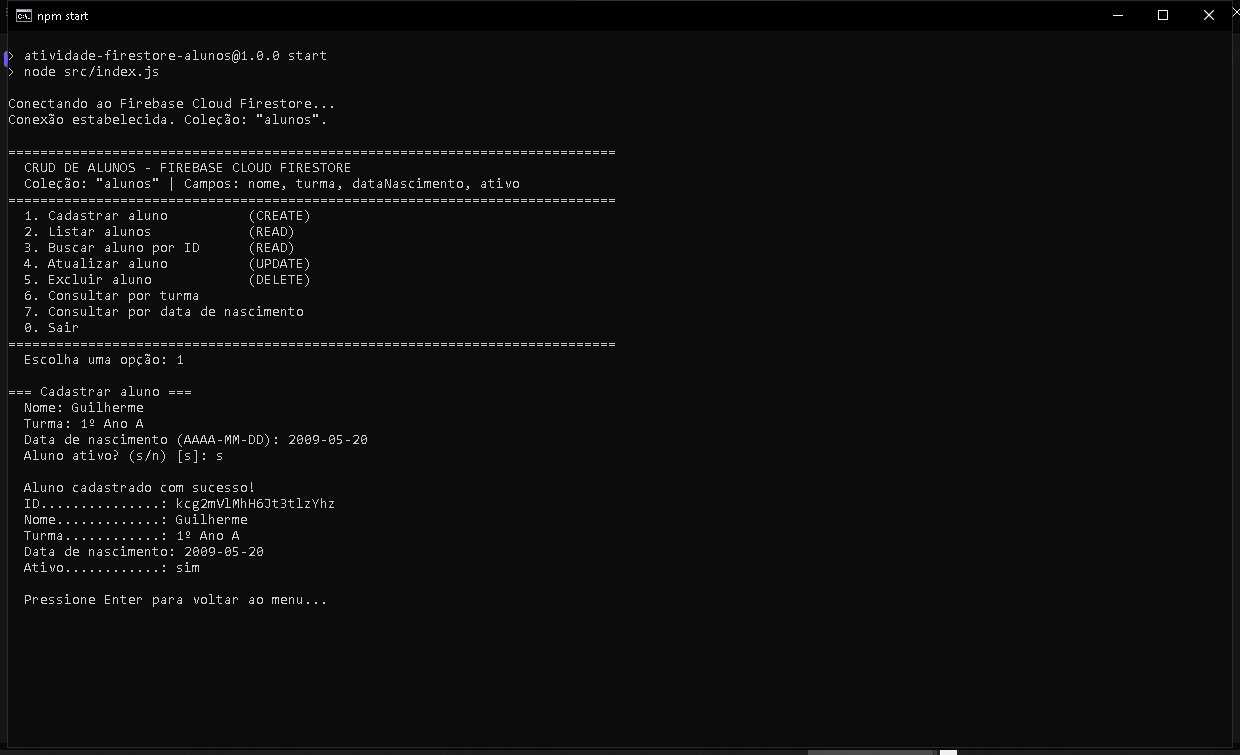 npm start
> atividade-firestore-alunos@1.0.0 start
> node src/index.js
Conectando ao Firebase Cloud Firestore...
Conexão estabelecida. Coleção: "alunos".
============================================================================
CRUD DE ALUNOS - FIREBASE CLOUD FIRESTORE
Coleção: "alunos" | Campos: nome, turma, dataNascimento, ativo
============================================================================
1. Cadastrar aluno          (CREATE)
2. Listar alunos            (READ)
3. Buscar aluno por ID      (READ)
4. Atualizar aluno          (UPDATE)
5. Excluir aluno            (DELETE)
6. Consultar por turma
7. Consultar por data de nascimento
0. Sair
============================================================================
Escolha uma opção: 1
=== Cadastrar aluno ===
Nome: Guilherme
Turma: 1º Ano A
Data de nascimento (AAAA-MM-DD): 2009-05-20
Aluno ativo? (s/n) [s]: s
Aluno cadastrado com sucesso!
ID...............: kcg2mVlMhH6Jt3tlzYhz
Nome.............: Guilherme
Turma............: 1º Ano A
Data de nascimento: 2009-05-20
Ativo............: sim
Pressione Enter para voltar ao menu...